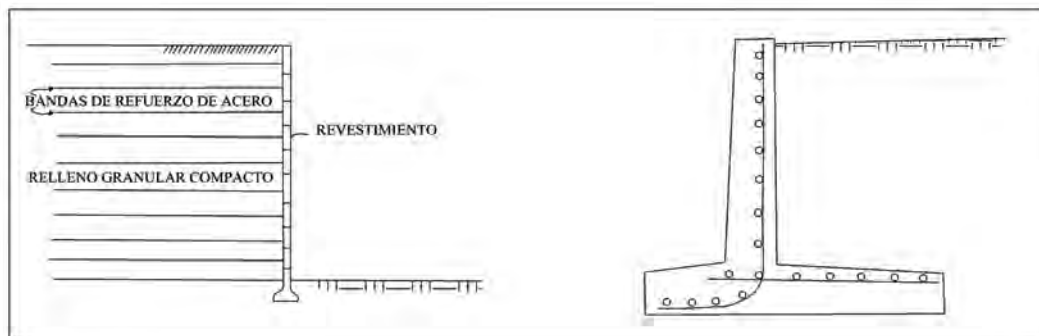 BANDAS DE REFUERZO DE ACERO
REVESTIMIENTO
RELLENO GRANULAR COMPACTO